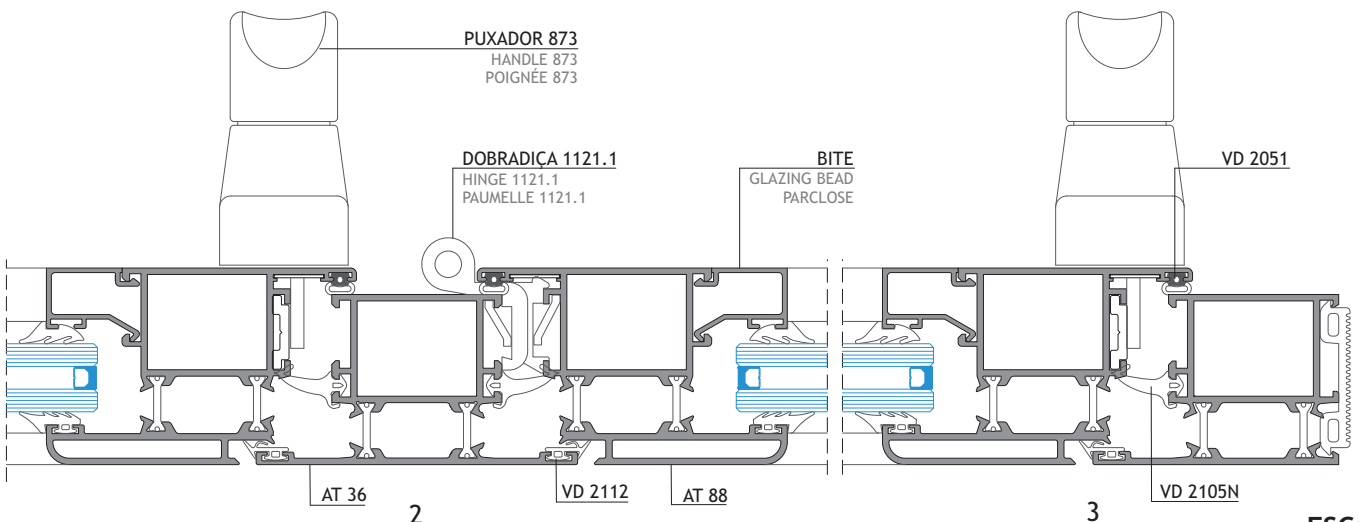 PUXADOR 873
HANDLE 873
POIGNÉE 873
DOBRADIÇA 1121.1
HINGE 1121.1
PAUMELLE 1121.1
BITE
GLAZING BEAD
PARCLOSE
VD 2051
AT 36
VD 2112
AT 88
VD 2105N
2
3